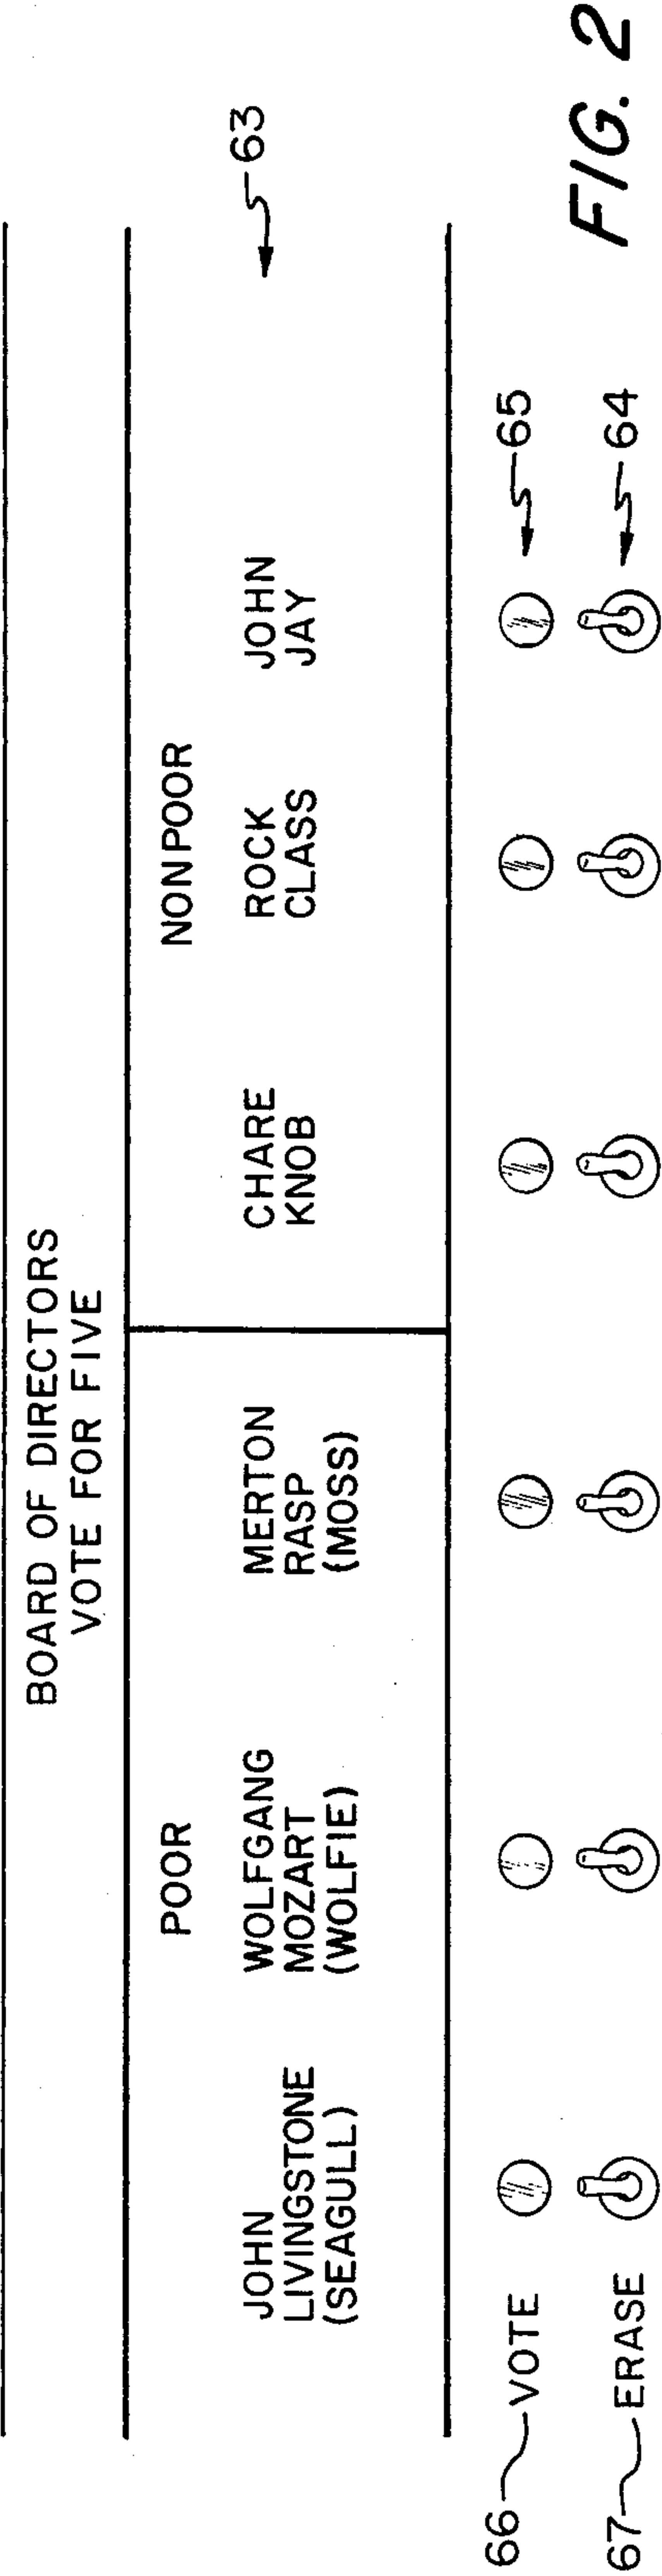 BOARD OF DIRECTORS
VOTE FOR FIVE
POOR
NONPOOR
JOHN
LIVINGSTONE
(SEAGULL)
WOLFGANG
MOZART
(WOLFIE)
MERTON
RASP
(MOSS)
CHARE
KNOB
ROCK
CLASS
JOHN
JAY
63
66 VOTE
65
67 ERASE
64
FIG. 2